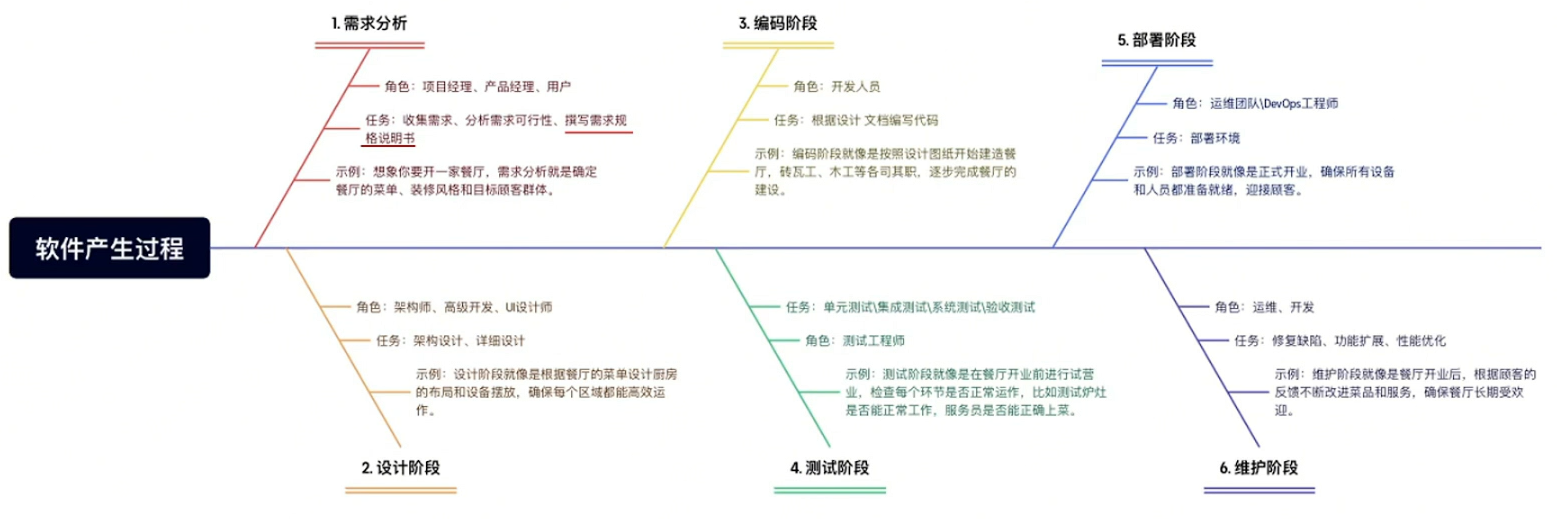 软件产生过程
1. 需求分析
角色：项目经理、产品经理、用户
任务：收集需求、分析需求可行性、撰写需求规
格说明书
示例：想象你要开一家餐厅，需求分析就是确定
餐厅的菜单、装修风格和目标顾客群体。
2. 设计阶段
角色：架构师、高级开发、UI设计师
任务：架构设计、详细设计
示例：设计阶段就像是根据餐厅的菜单设计厨房
的布局和设备摆放，确保每个区域都能高效运
作。
3. 编码阶段
角色：开发人员
任务：根据设计 文档编写代码
示例：编码阶段就像是按照设计图纸开始建造餐
厅，砖瓦工、木工等各司其职，逐步完成餐厅的
建设。
4. 测试阶段
任务：单元测试\集成测试\系统测试\验收测试
角色：测试工程师
示例：测试阶段就像是在餐厅开业前进行试营
业，检查每个环节是否正常运作，比如测试炉灶
是否能正常工作，服务员是否能正确上菜。
5. 部署阶段
角色：运维团队\DevOps工程师
任务：部署环境
示例：部署阶段就像是正式开业，确保所有设备
和人员都准备就绪，迎接顾客。
6. 维护阶段
角色：运维、开发
任务：修复缺陷、功能扩展、性能优化
示例：维护阶段就像是餐厅开业后，根据顾客的
反馈不断改进菜品和服务，确保餐厅长期受欢
迎。